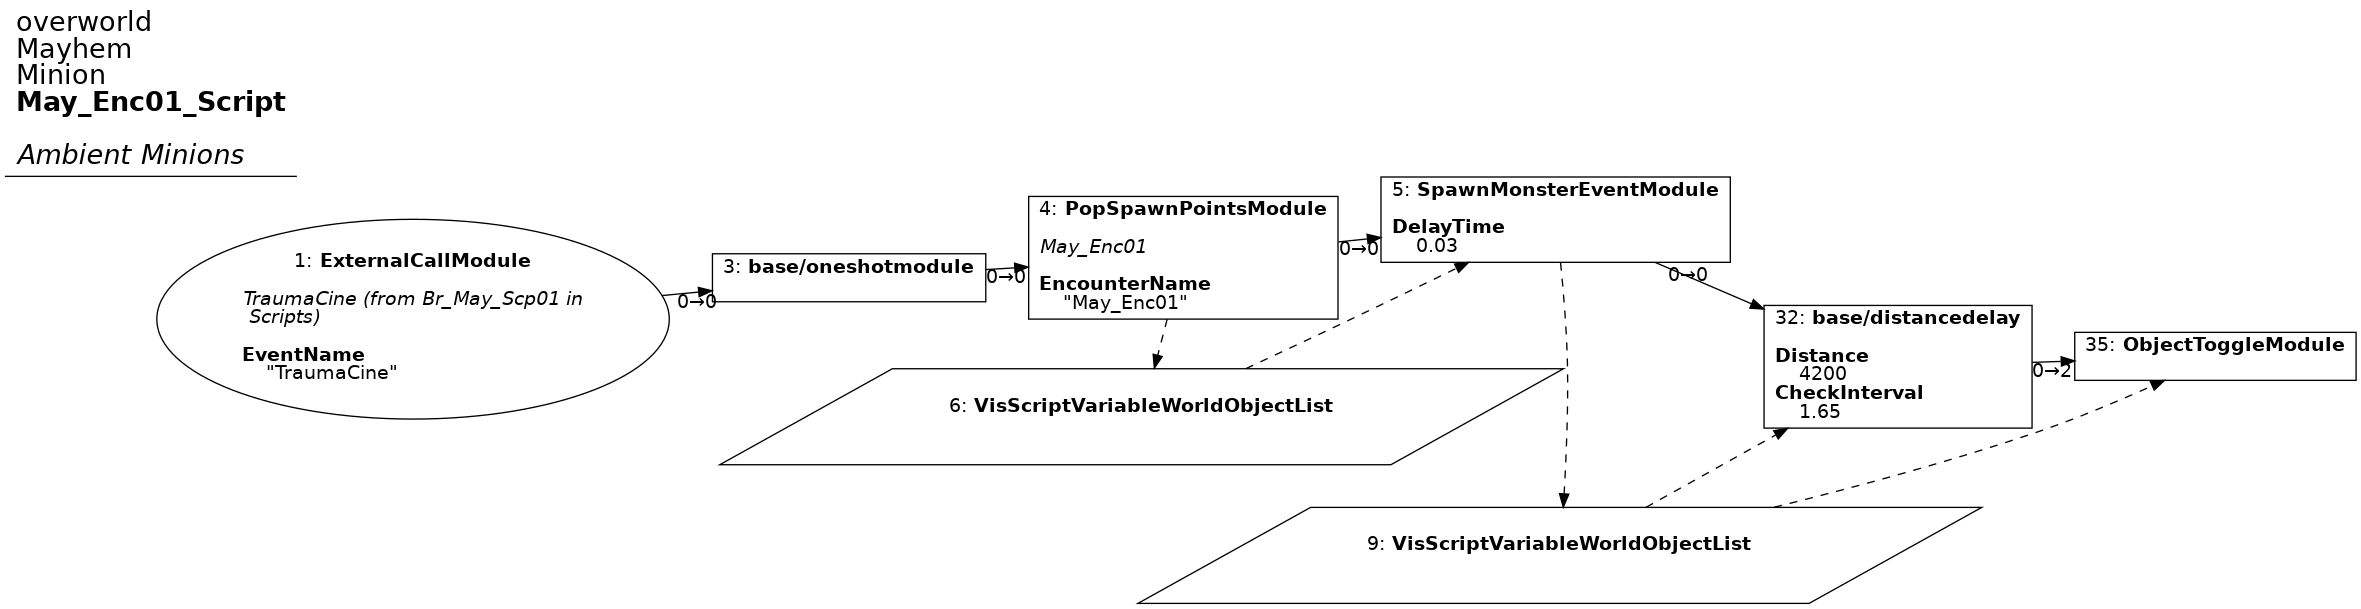 overworld
Mayhem
Minion
May_Enc01_Script
Ambient Minions
1: ExternalCallModule
TraumaCine (from Br_May_Scp01 in
Scripts)
EventName
"TraumaCine"
0→0
3: base/oneshotmodule
0→0
4: PopSpawnPointsModule
May_Enc01
EncounterName
"May_Enc01"
0→0
5: SpawnMonsterEventModule
DelayTime
0.03
0→0
6: VisScriptVariableWorldObjectList
32: base/distancedelay
Distance
4200
CheckInterval
1.65
0→2
35: ObjectToggleModule
9: VisScriptVariableWorldObjectList